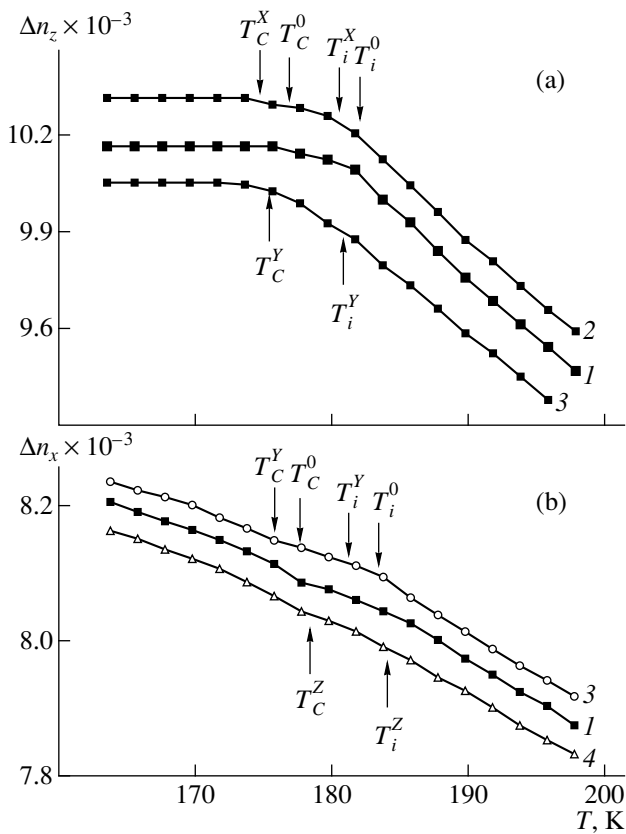 Δn_z × 10^−3
T_C^X T_C^0 T_i^X T_i^0
(a)
10.2
9.9
T_C^Y
T_i^Y
9.6
2
1
3
Δn_x × 10^−3
T_C^Y T_C^0 T_i^Y T_i^0
(b)
8.2
8.0
T_C^Z
T_i^Z
3
1
4
7.8
170 180 190 200
T, K